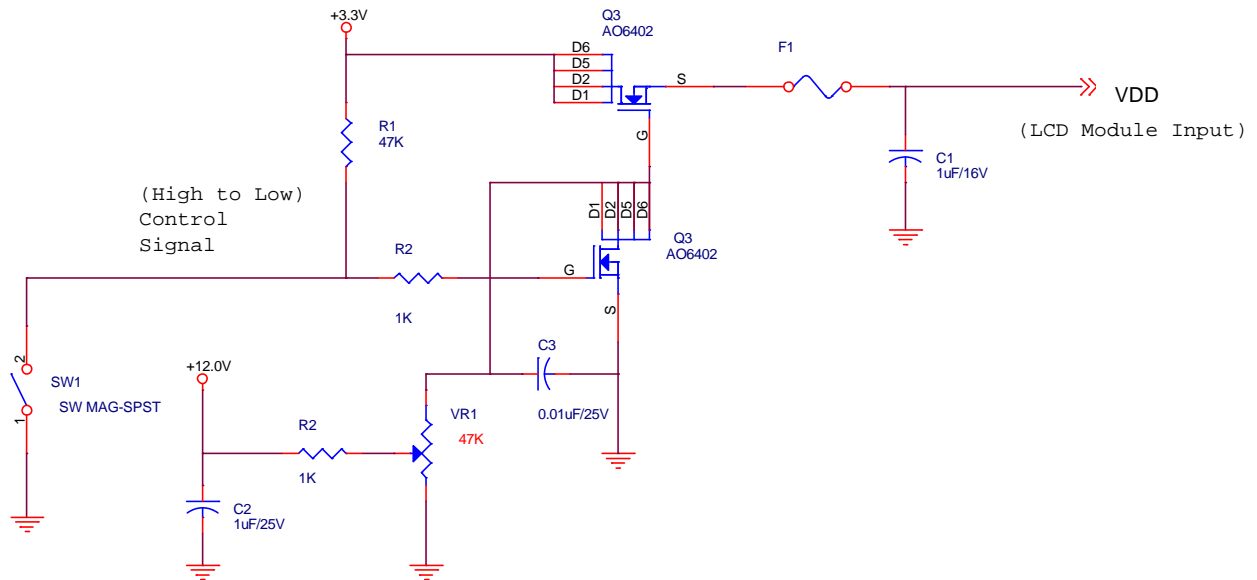 +3.3V
Q3
AO6402
D6
D5
D2
D1
S
G
F1
VDD
(LCD Module Input)
R1
47K
C1
1uF/16V
(High to Low)
Control
Signal
D1
D2
D5
D6
Q3
AO6402
R2
1K
G
S
2
1
SW1
SW MAG-SPST
+12.0V
C3
0.01uF/25V
VR1
47K
R2
1K
C2
1uF/25V